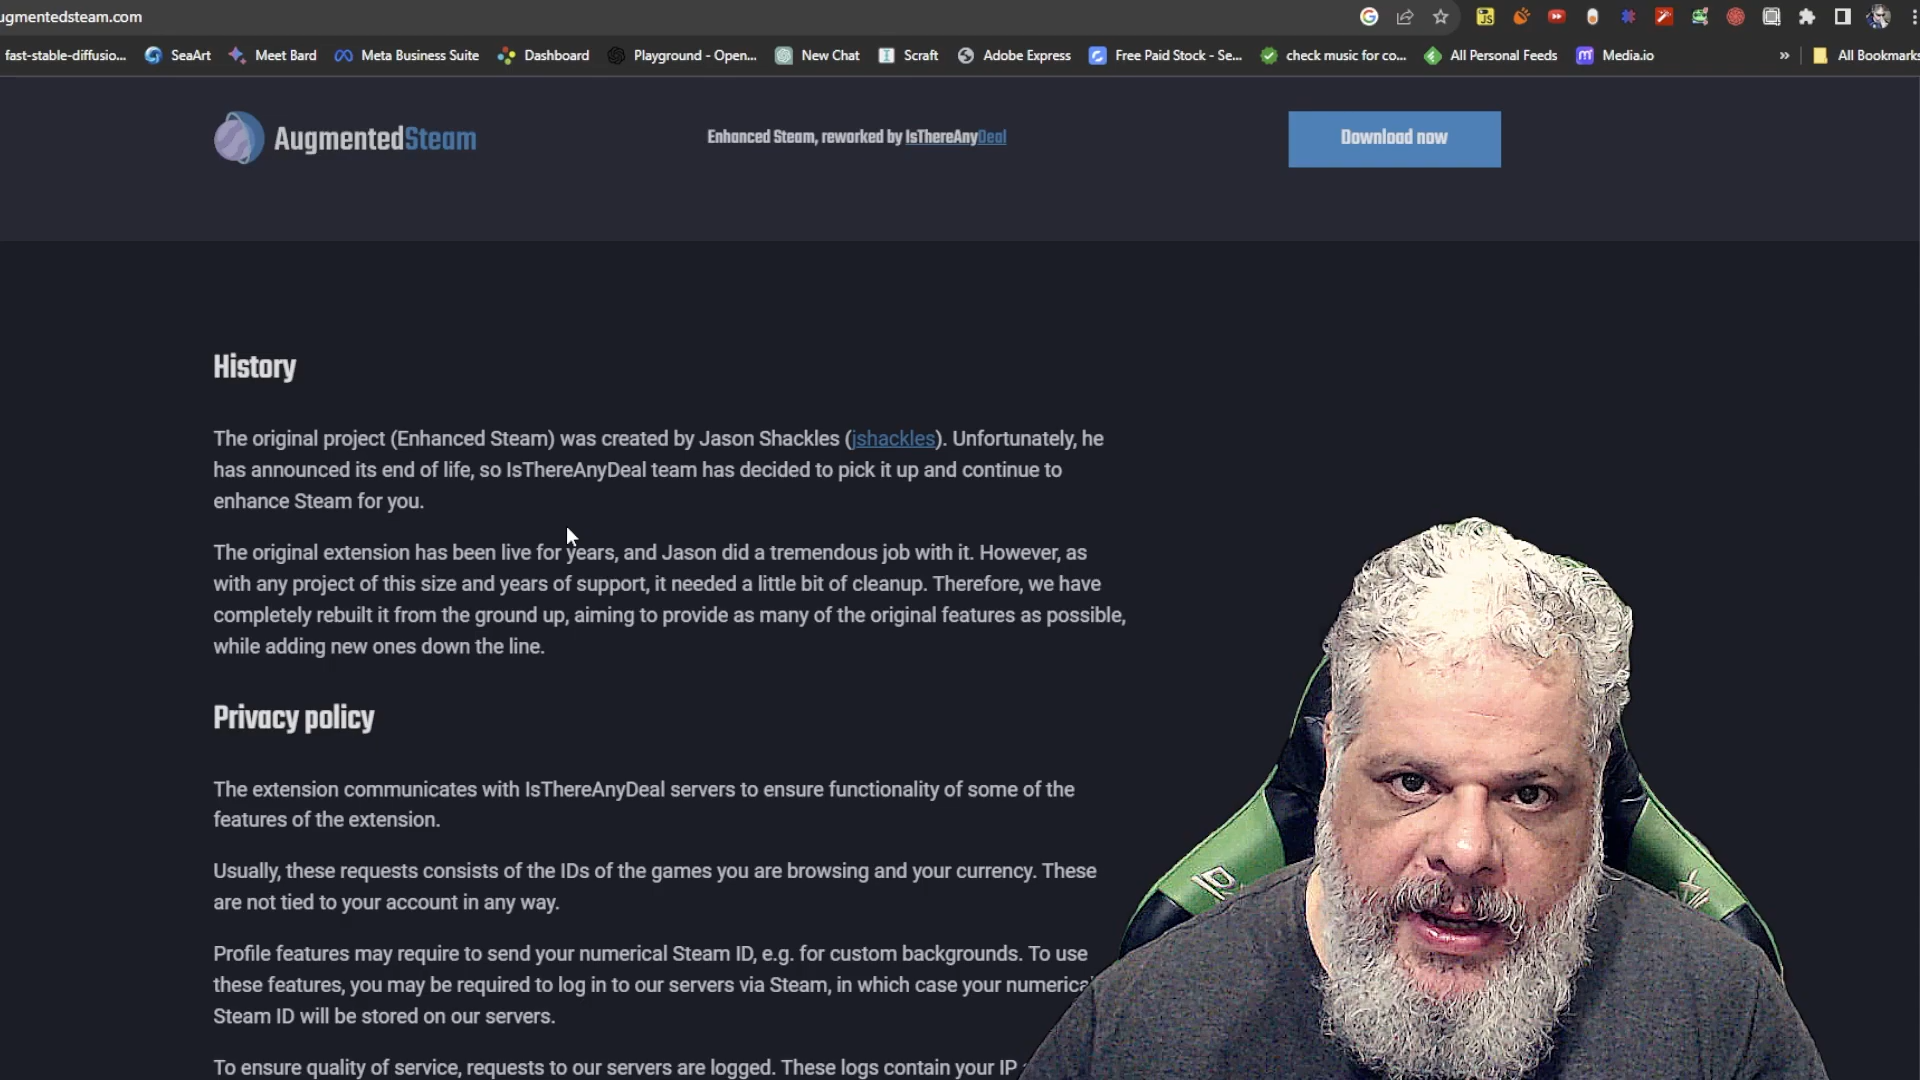 ugmentedsteam.com
fast-stable-diffusio...
SeaArt
Meet Bard
Meta Business Suite
Dashboard
Playground - Open...
New Chat
Scraft
Adobe Express
Free Paid Stock - Se...
check music for co...
All Personal Feeds
Media.io
»
All Bookmarks
AugmentedSteam
Enhanced Steam, reworked by IsThereAnyDeal
Download now
History
The original project (Enhanced Steam) was created by Jason Shackles (jshackles). Unfortunately, he
has announced its end of life, so IsThereAnyDeal team has decided to pick it up and continue to
enhance Steam for you.
The original extension has been live for years, and Jason did a tremendous job with it. However, as
with any project of this size and years of support, it needed a little bit of cleanup. Therefore, we have
completely rebuilt it from the ground up, aiming to provide as many of the original features as possible,
while adding new ones down the line.
Privacy policy
The extension communicates with IsThereAnyDeal servers to ensure functionality of some of the
features of the extension.
Usually, these requests consists of the IDs of the games you are browsing and your currency. These
are not tied to your account in any way.
Profile features may require to send your numerical Steam ID, e.g. for custom backgrounds. To use
these features, you may be required to log in to our servers via Steam, in which case your numerica
Steam ID will be stored on our servers.
To ensure quality of service, requests to our servers are logged. These logs contain your IP